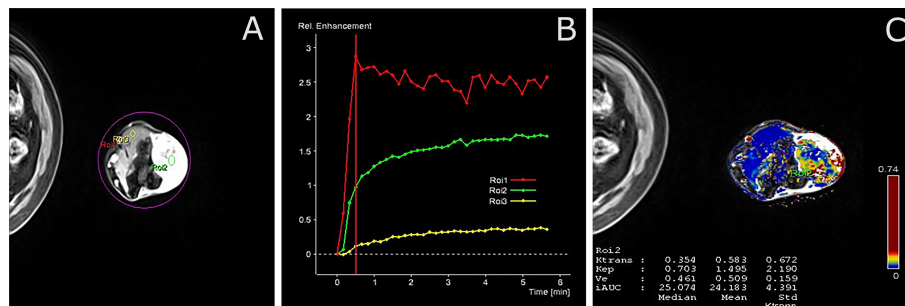 A
Roi1
Roi3
Roi2
B
Rel. Enhancement
3
2.5
2
1.5
1
0.5
0
Roi1
Roi2
Roi3
0 1 2 3 4 5 6
Time [min]
C
Roi2
0.74
0
Roi2
Ktrans : 0.354 0.583 0.672
Kep : 0.703 1.495 2.190
Ve : 0.461 0.509 0.159
iAUC : 25.074 24.183 4.391
Median Mean Std
Ktrans